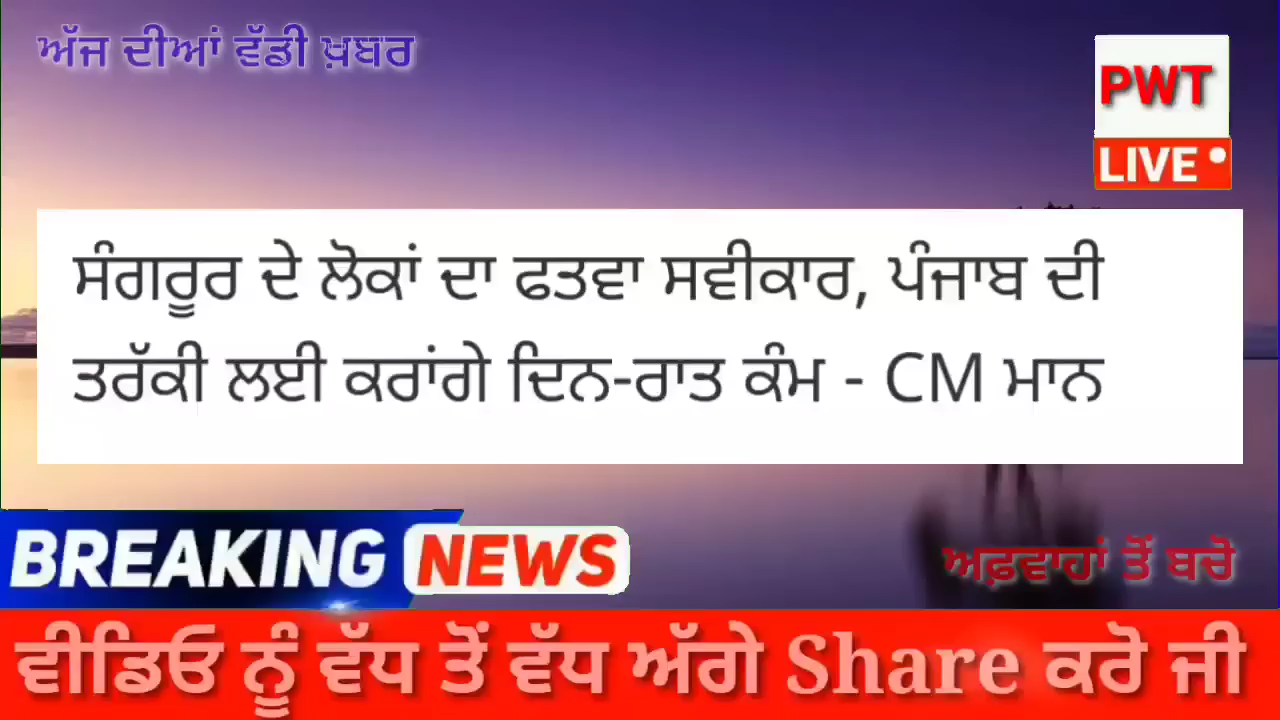 ਅੱਜ ਦੀਆਂ ਵੱਡੀ ਖ਼ਬਰ
PWT
LIVE
ਸੰਗਰੂਰ ਦੇ ਲੋਕਾਂ ਦਾ ਫਤਵਾ ਸਵੀਕਾਰ, ਪੰਜਾਬ ਦੀ
ਤਰੱਕੀ ਲਈ ਕਰਾਂਗੇ ਦਿਨ-ਰਾਤ ਕੰਮ - CM ਮਾਨ
BREAKING NEWS
ਅਫ਼ਵਾਹਾਂ ਤੋਂ ਬਚੋ
ਵੀਡਿਓ ਨੂੰ ਵੱਧ ਤੋਂ ਵੱਧ ਅੱਗੇ Share ਕਰੋ ਜੀ